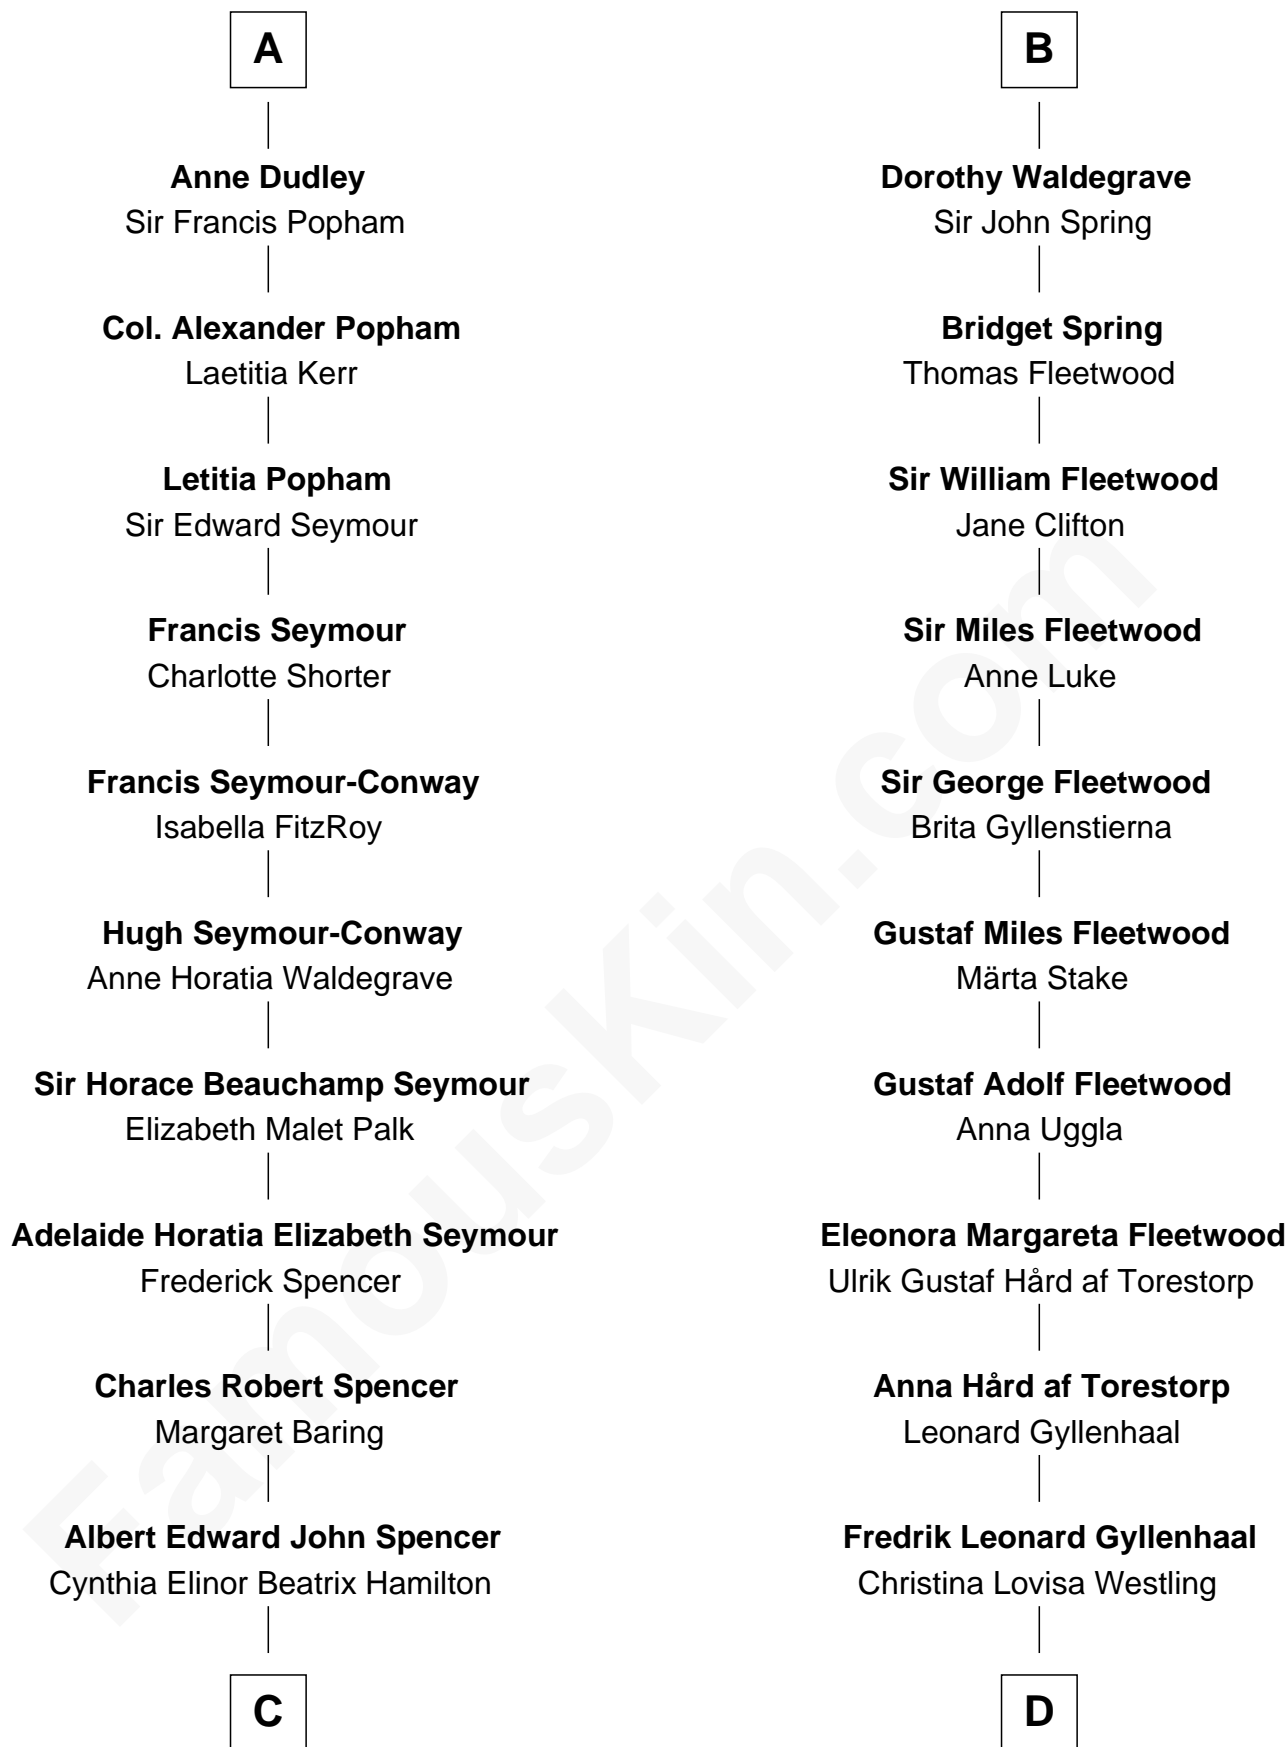 A
Anne Dudley
Sir Francis Popham
Col. Alexander Popham
Laetitia Kerr
Letitia Popham
Sir Edward Seymour
Francis Seymour
Charlotte Shorter
Francis Seymour-Conway
Isabella FitzRoy
Hugh Seymour-Conway
Anne Horatia Waldegrave
Sir Horace Beauchamp Seymour
Elizabeth Malet Palk
Adelaide Horatia Elizabeth Seymour
Frederick Spencer
Charles Robert Spencer
Margaret Baring
Albert Edward John Spencer
Cynthia Elinor Beatrix Hamilton
C
B
Dorothy Waldegrave
Sir John Spring
Bridget Spring
Thomas Fleetwood
Sir William Fleetwood
Jane Clifton
Sir Miles Fleetwood
Anne Luke
Sir George Fleetwood
Brita Gyllenstierna
Gustaf Miles Fleetwood
Märta Stake
Gustaf Adolf Fleetwood
Anna Uggla
Eleonora Margareta Fleetwood
Ulrik Gustaf Hård af Torestorp
Anna Hård af Torestorp
Leonard Gyllenhaal
Fredrik Leonard Gyllenhaal
Christina Lovisa Westling
D
FamousKin.com